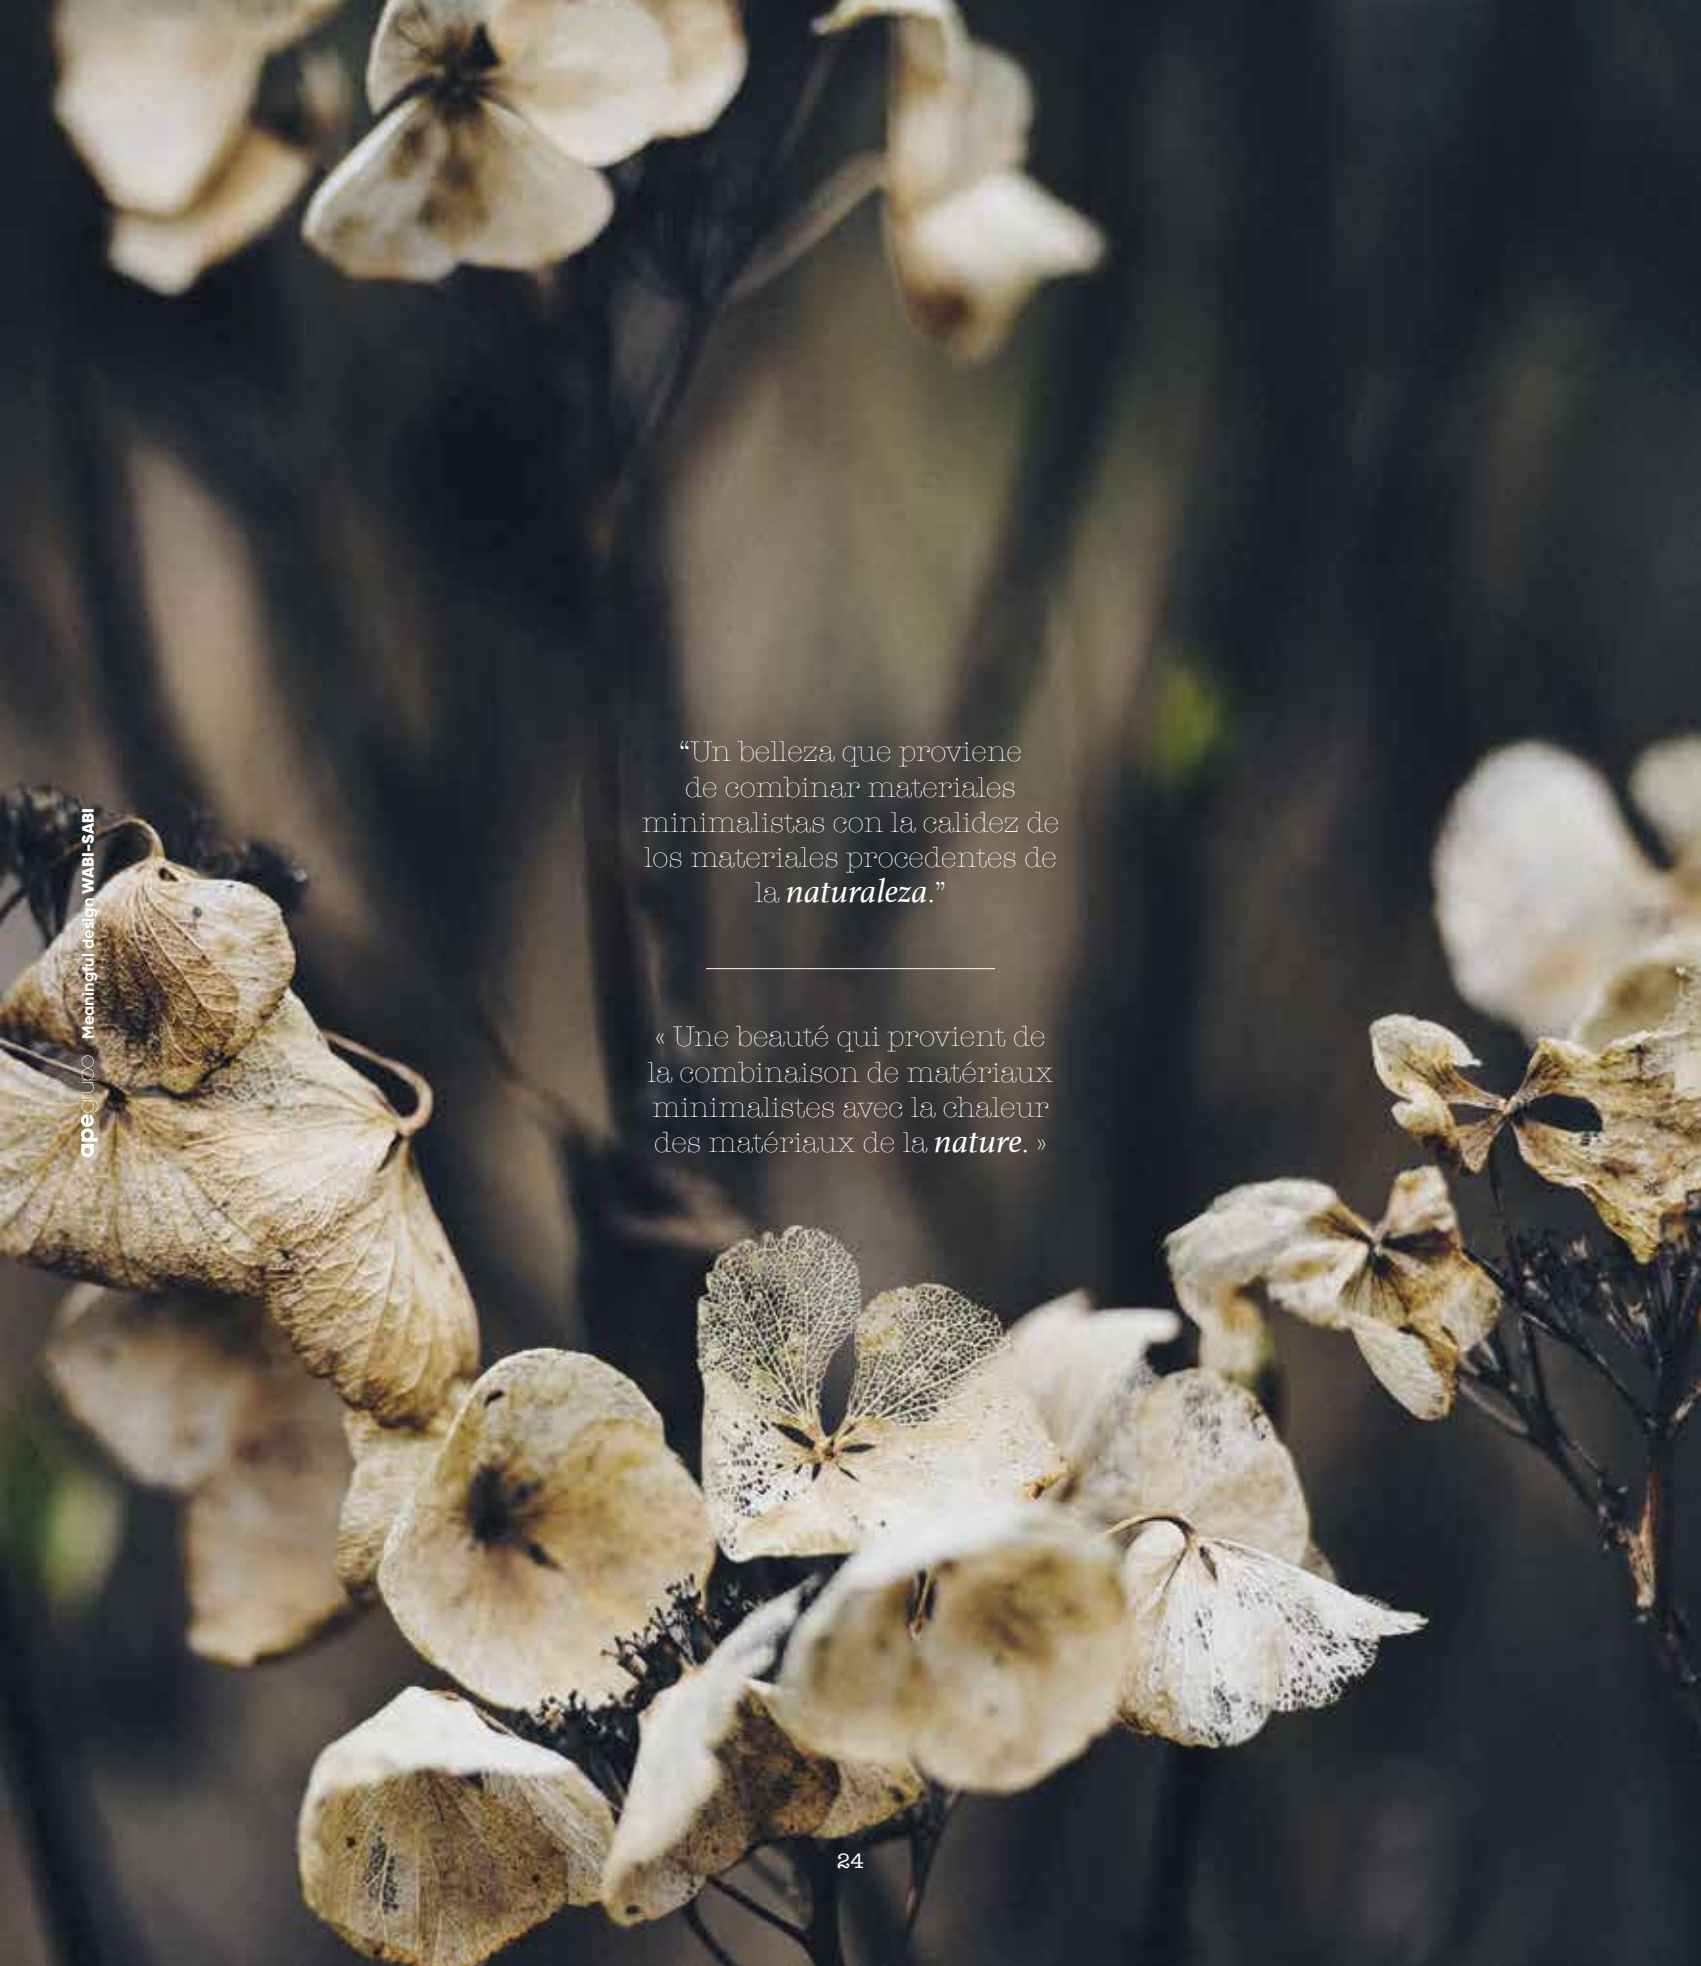 “Un belleza que proviene
de combinar materiales
minimalistas con la calidez de
los materiales procedentes de
la naturaleza.”
« Une beauté qui provient de
la combinaison de matériaux
minimalistes avec la chaleur
des matériaux de la nature. »
apegrupo Meaningful design WABI-SABI
24